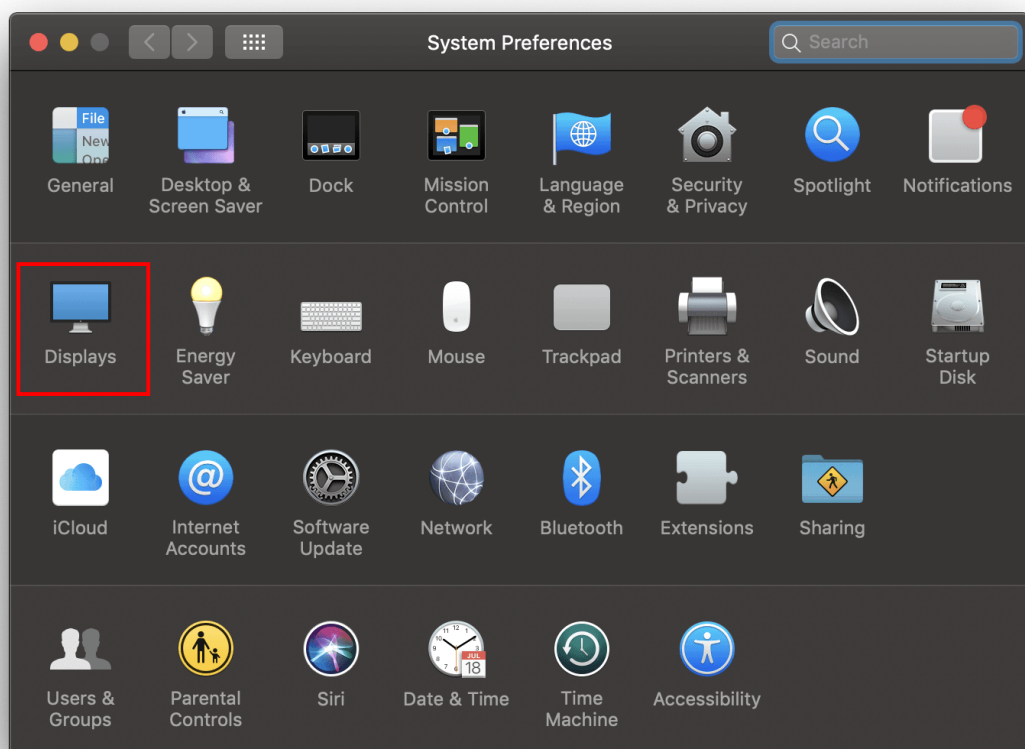 System Preferences
Search
File
New
Ope
General
Desktop &
Screen Saver
Dock
Mission
Control
Language
& Region
Security
& Privacy
Spotlight
Notifications
Displays
Energy
Saver
Keyboard
Mouse
Trackpad
Printers &
Scanners
Sound
Startup
Disk
iCloud
@
Internet
Accounts
Software
Update
Network
Bluetooth
Extensions
Sharing
Users &
Groups
Parental
Controls
Siri
JUL
18
Date & Time
Time
Machine
Accessibility